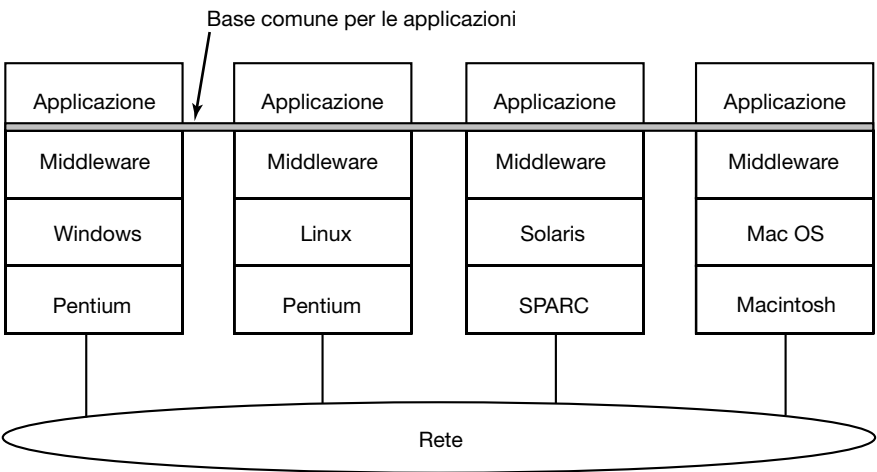 Base comune per le applicazioni
Applicazione
Applicazione
Applicazione
Applicazione
Middleware
Middleware
Middleware
Middleware
Windows
Linux
Solaris
Mac OS
Pentium
Pentium
SPARC
Macintosh
Rete